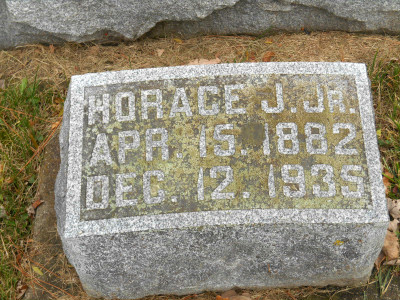 HORACE J. JR.
APR. 15. 1882
DEC. 12. 1935